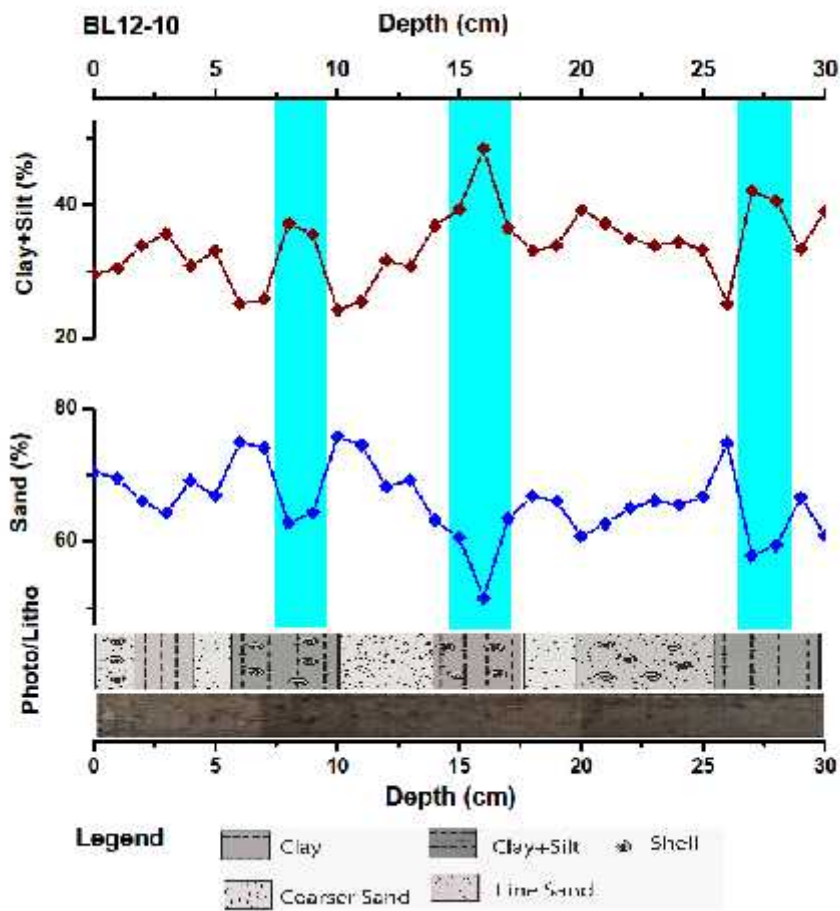 BL12-10 Depth (cm)
0 5 10 15 20 25 30
Clay+Silt (%)
40
20
Sand (%)
80
60
Photo/Litho
0 5 10 15 20 25 30
Depth (cm)
Legend
Clay Clay+Silt Shell
Coarser Sand Fine Sand